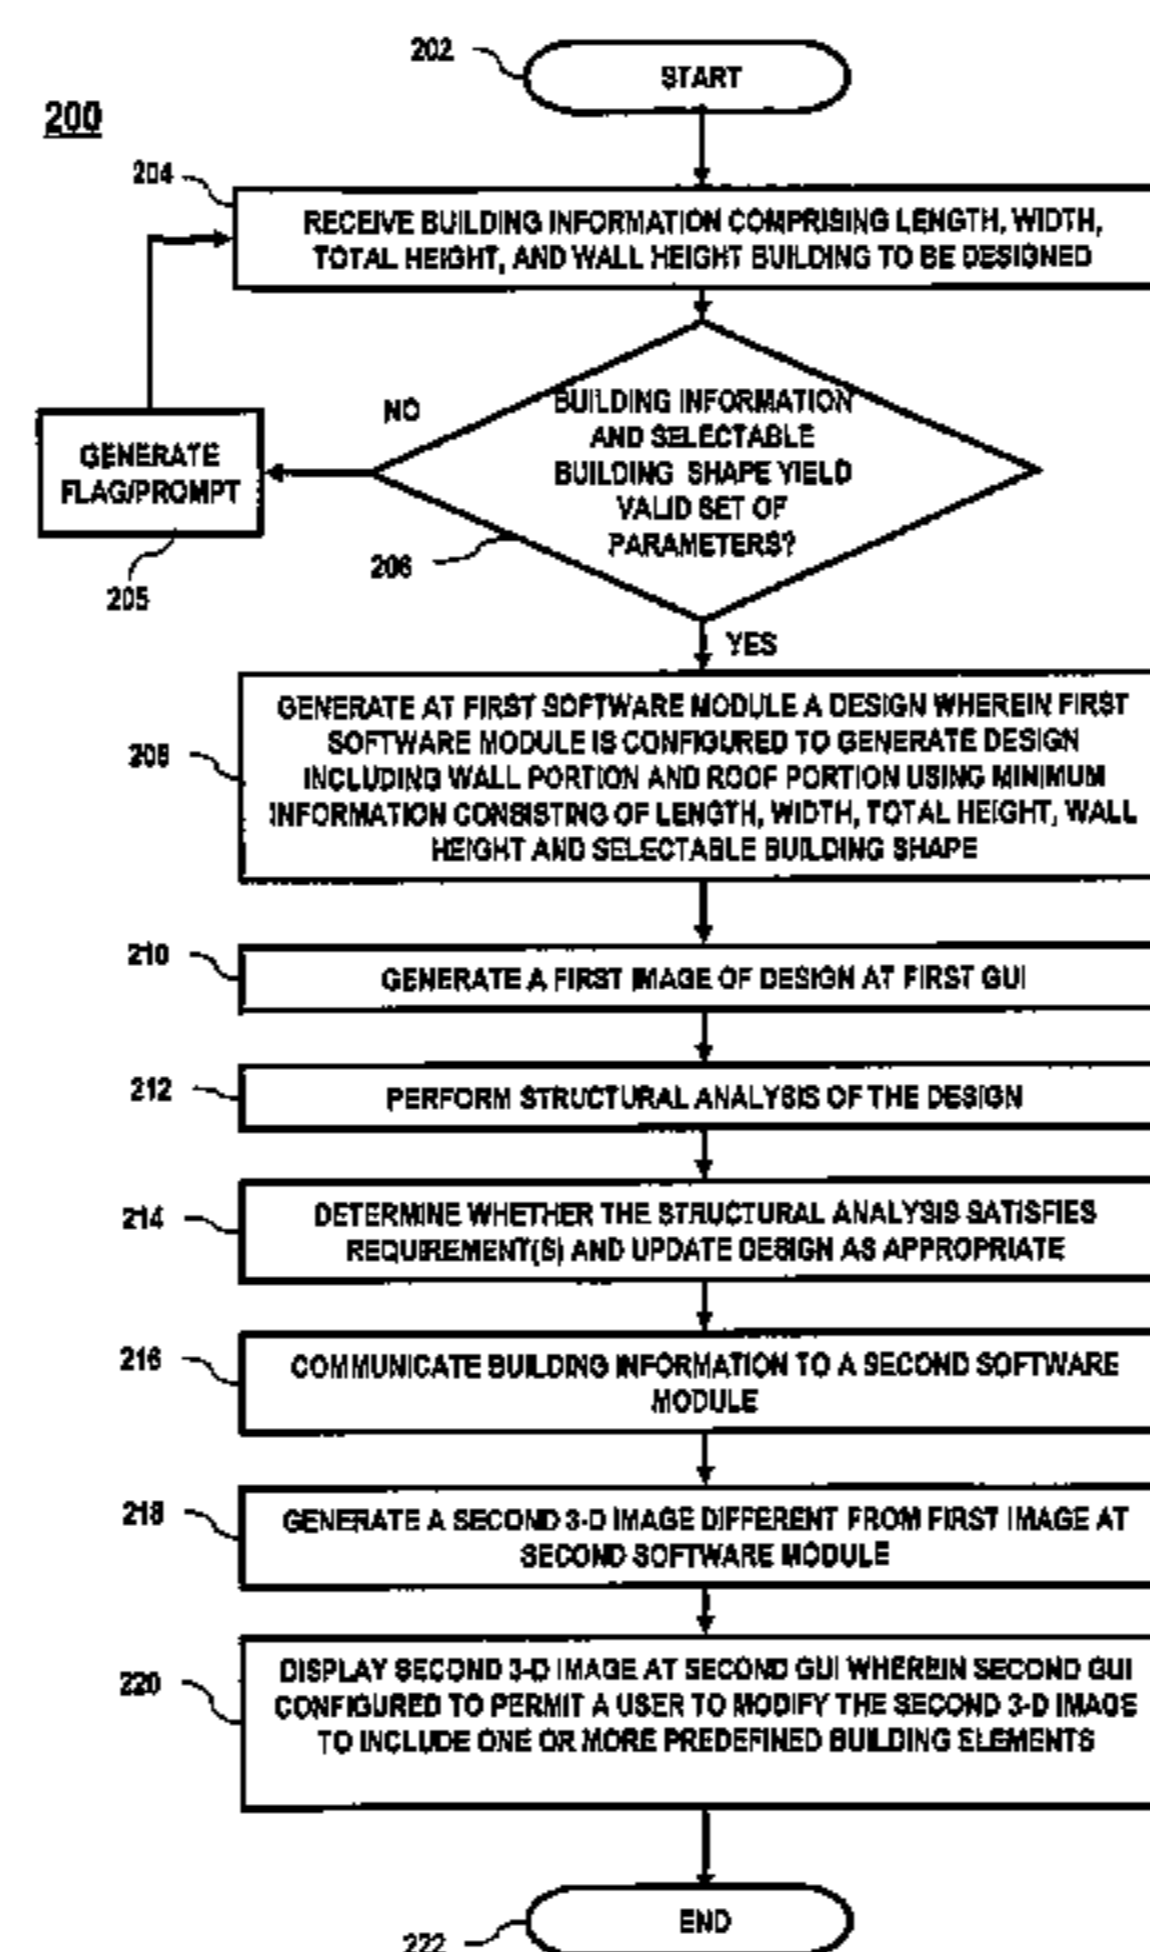 202
START
200
204
RECEIVE BUILDING INFORMATION COMPRISING LENGTH, WIDTH,
TOTAL HEIGHT, AND WALL HEIGHT BUILDING TO BE DESIGNED
NO
BUILDING INFORMATION
AND SELECTABLE
BUILDING SHAPE YIELD
VALID SET OF
PARAMETERS?
GENERATE
FLAG/PROMPT
205
206
YES
208
GENERATE AT FIRST SOFTWARE MODULE A DESIGN WHEREIN FIRST
SOFTWARE MODULE IS CONFIGURED TO GENERATE DESIGN
INCLUDING WALL PORTION AND ROOF PORTION USING MINIMUM
INFORMATION CONSISTING OF LENGTH, WIDTH, TOTAL HEIGHT, WALL
HEIGHT AND SELECTABLE BUILDING SHAPE
210
GENERATE A FIRST IMAGE OF DESIGN AT FIRST GUI
212
PERFORM STRUCTURAL ANALYSIS OF THE DESIGN
214
DETERMINE WHETHER THE STRUCTURAL ANALYSIS SATISFIES
REQUIREMENT(S) AND UPDATE DESIGN AS APPROPRIATE
216
COMMUNICATE BUILDING INFORMATION TO A SECOND SOFTWARE
MODULE
218
GENERATE A SECOND 3-D IMAGE DIFFERENT FROM FIRST IMAGE AT
SECOND SOFTWARE MODULE
220
DISPLAY SECOND 3-D IMAGE AT SECOND GUI WHEREIN SECOND GUI
CONFIGURED TO PERMIT A USER TO MODIFY THE SECOND 3-D IMAGE
TO INCLUDE ONE OR MORE PREDEFINED BUILDING ELEMENTS
END
222